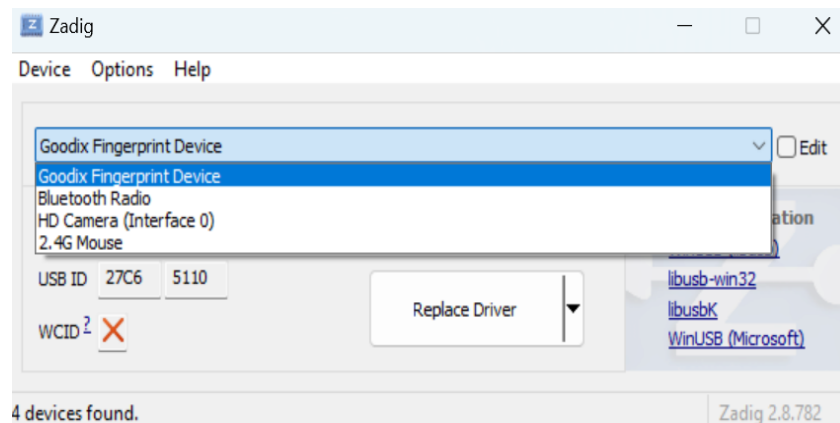 Zadig
Device Options Help
Goodix Fingerprint Device
Edit
Goodix Fingerprint Device
Bluetooth Radio
HD Camera (Interface 0)
2.4G Mouse
USB ID 27C6 5110
libusb-win32
Replace Driver
libusbK
WCID ?
WinUSB (Microsoft)
4 devices found.
Zadig 2.8.782